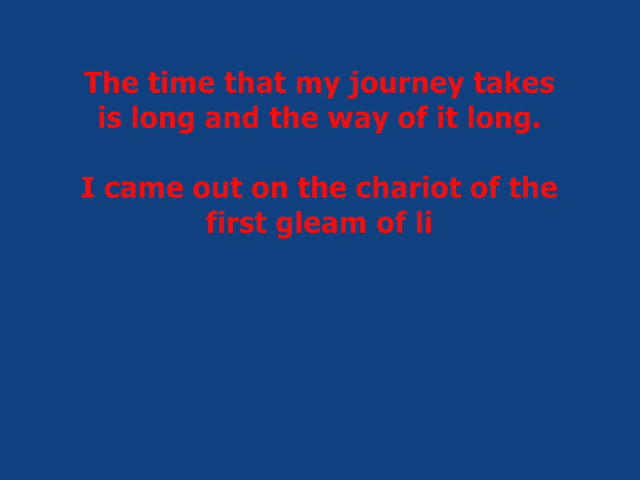 The time that my journey takes
is long and the way of it long.
I came out on the chariot of the
first gleam of li